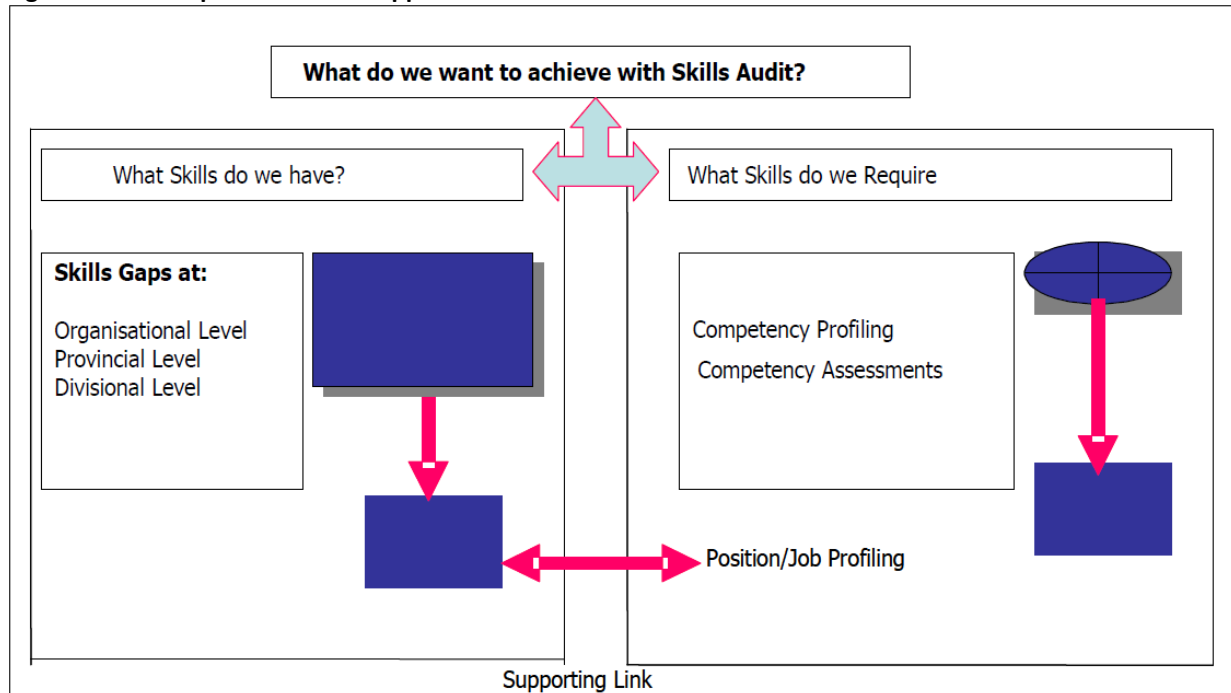 What do we want to achieve with Skills Audit?
What Skills do we have?
What Skills do we Require
Skills Gaps at:
Organisational Level
Provincial Level
Divisional Level
Competency Profiling
Competency Assessments
Position/Job Profiling
Supporting Link